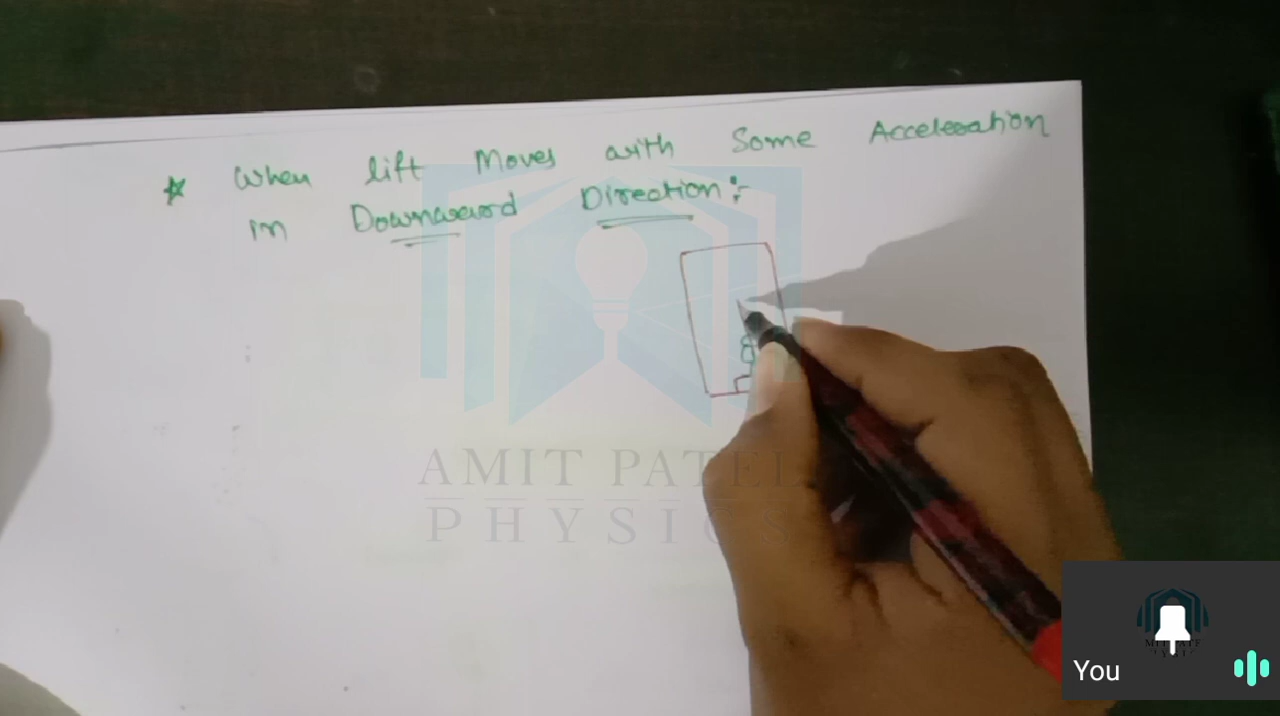 * When lift Moves with Some Acceleration
in Downward Direction :-
AMIT PATEL
PHYSICS
You